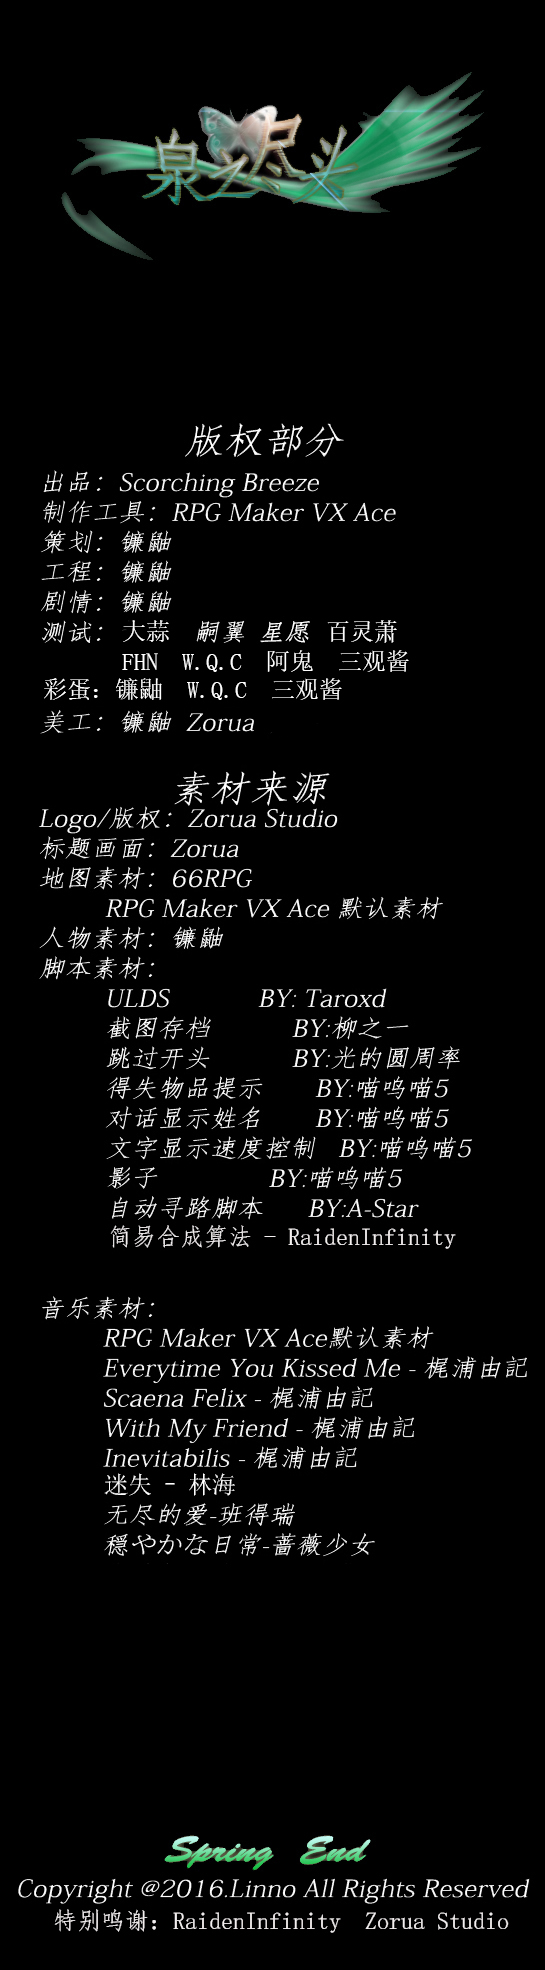 泉之尽头
版权部分
出品：Scorching Breeze
制作工具：RPG Maker VX Ace
策划：镰鼬
工程：镰鼬
剧情：镰鼬
测试：大蒜 嗣翼 星愿 百灵萧
FHN W.Q.C 阿鬼 三观酱
彩蛋：镰鼬 W.Q.C 三观酱
美工：镰鼬 Zorua
素材来源
Logo/版权：Zorua Studio
标题画面：Zorua
地图素材：66RPG
RPG Maker VX Ace 默认素材
人物素材：镰鼬
脚本素材：
ULDS BY: Taroxd
截图存档 BY:柳之一
跳过开头 BY:光的圆周率
得失物品提示 BY:喵呜喵5
对话显示姓名 BY:喵呜喵5
文字显示速度控制 BY:喵呜喵5
影子 BY:喵呜喵5
自动寻路脚本 BY:A-Star
简易合成算法 - RaidenInfinity
音乐素材：
RPG Maker VX Ace默认素材
Everytime You Kissed Me - 梶浦由記
Scaena Felix - 梶浦由記
With My Friend - 梶浦由記
Inevitabilis - 梶浦由記
迷失 - 林海
无尽的爱-班得瑞
穏やかな日常-蔷薇少女
Spring End
Copyright @2016.Linno All Rights Reserved
特别鸣谢：RaidenInfinity Zorua Studio